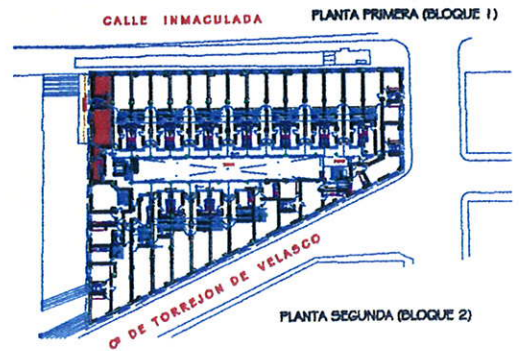 CALLE INMACULADA
PLANTA PRIMERA (BLOQUE 1)
Cº DE TORREJON DE VELASCO
PLANTA SEGUNDA (BLOQUE 2)